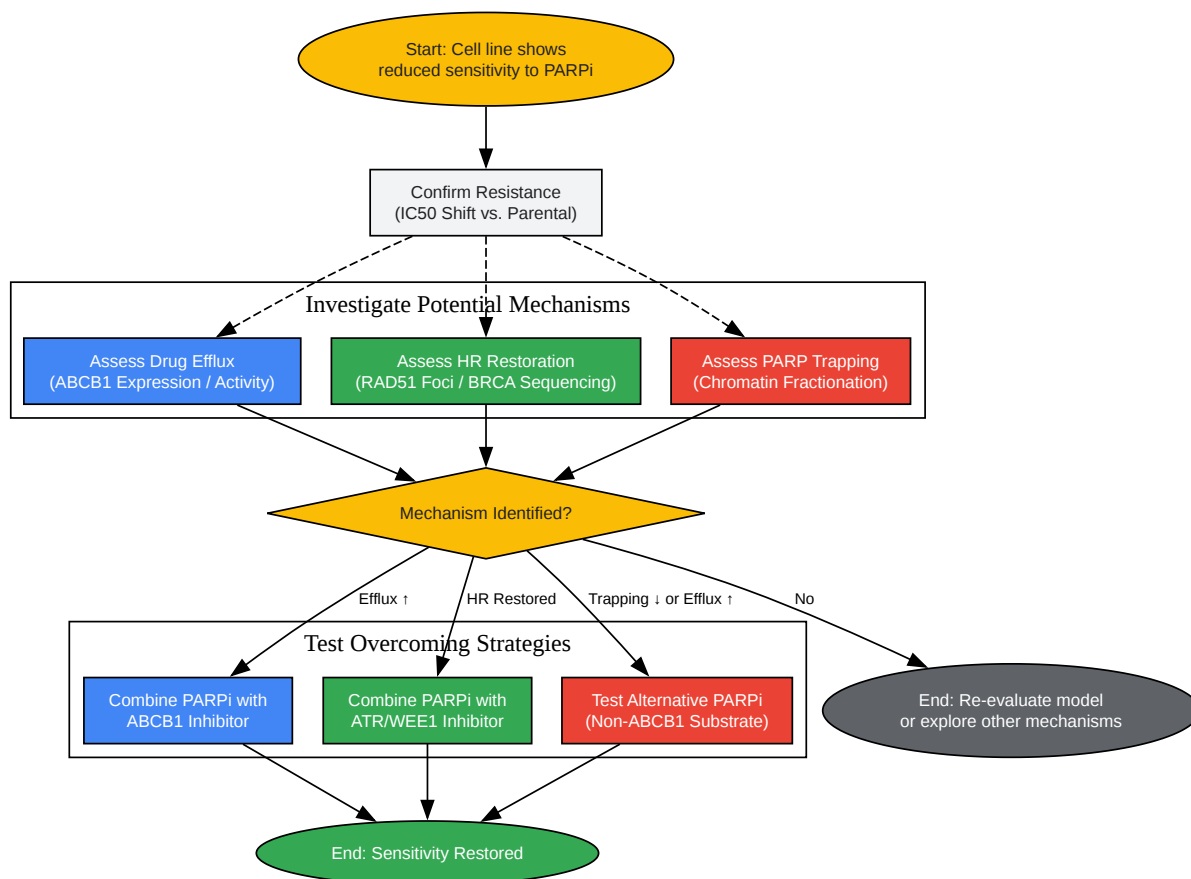 Start: Cell line shows
reduced sensitivity to PARPi
Confirm Resistance
(IC50 Shift vs. Parental)
Investigate Potential Mechanisms
Assess Drug Efflux
(ABCB1 Expression / Activity)
Assess HR Restoration
(RAD51 Foci / BRCA Sequencing)
Assess PARP Trapping
(Chromatin Fractionation)
Mechanism Identified?
Efflux ↑
HR Restored
Trapping ↓ or Efflux ↑
No
Test Overcoming Strategies
Combine PARPi with
ABCB1 Inhibitor
Combine PARPi with
ATR/WEE1 Inhibitor
Test Alternative PARPi
(Non-ABCB1 Substrate)
End: Re-evaluate model
or explore other mechanisms
End: Sensitivity Restored